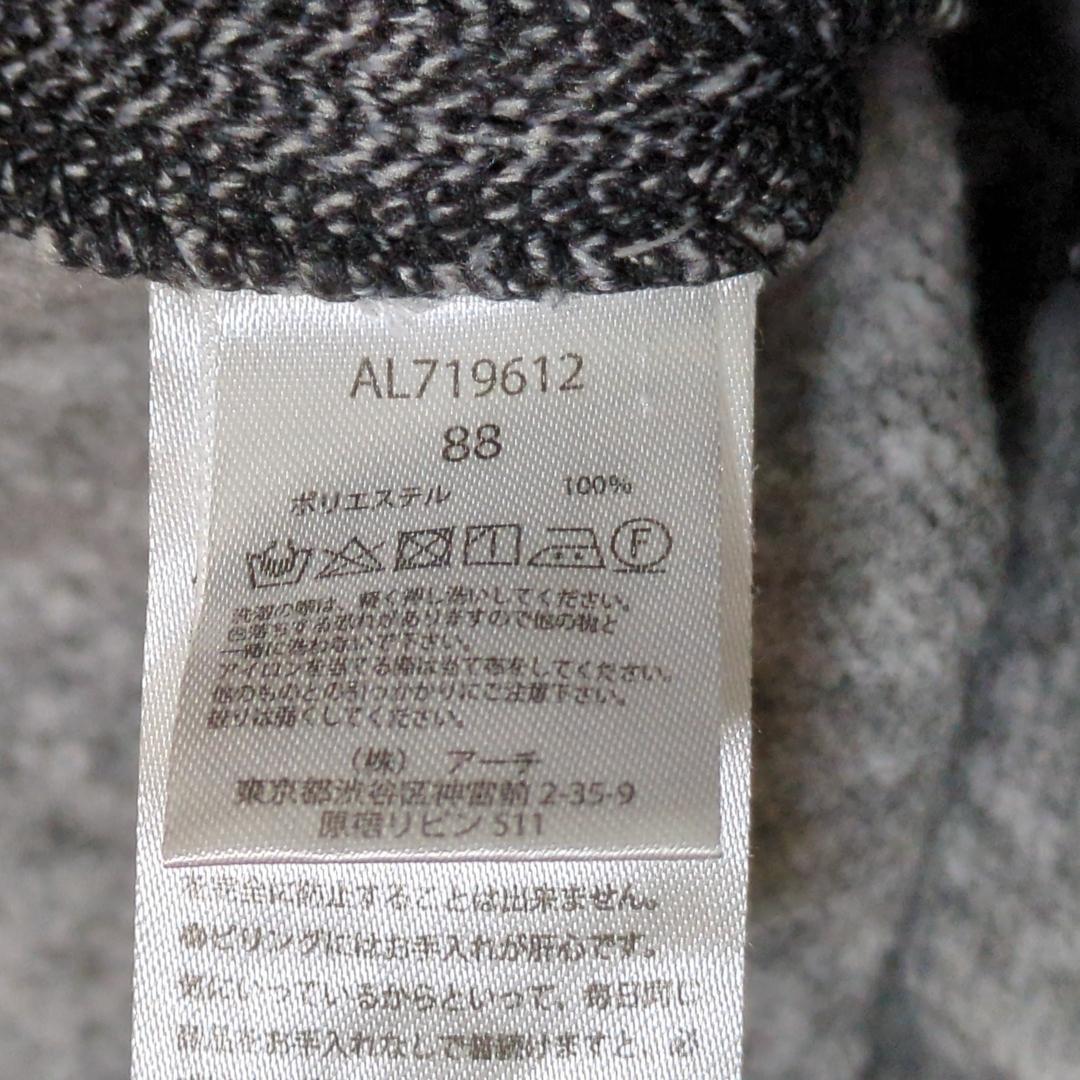 AL719612
88
ポリエステル 100%
F
洗濯の際は、軽く押し洗いしてください。
色落ちする恐れがありますので他の物と
一緒に洗わないで下さい。
アイロンを当てる際は当て布をしてください。
他のものとの引っかかりにご注意下さい。
絞りは弱くしてください。
(株) アーチ
東京都渋谷区神宮前 2-35-9
原宿リビン 511
を完全に防止することは出来ません。
ピリングにはお手入れが肝心です。
気にいっているからといって、毎日同じ
商品をお手入れなしで着続けますと、必